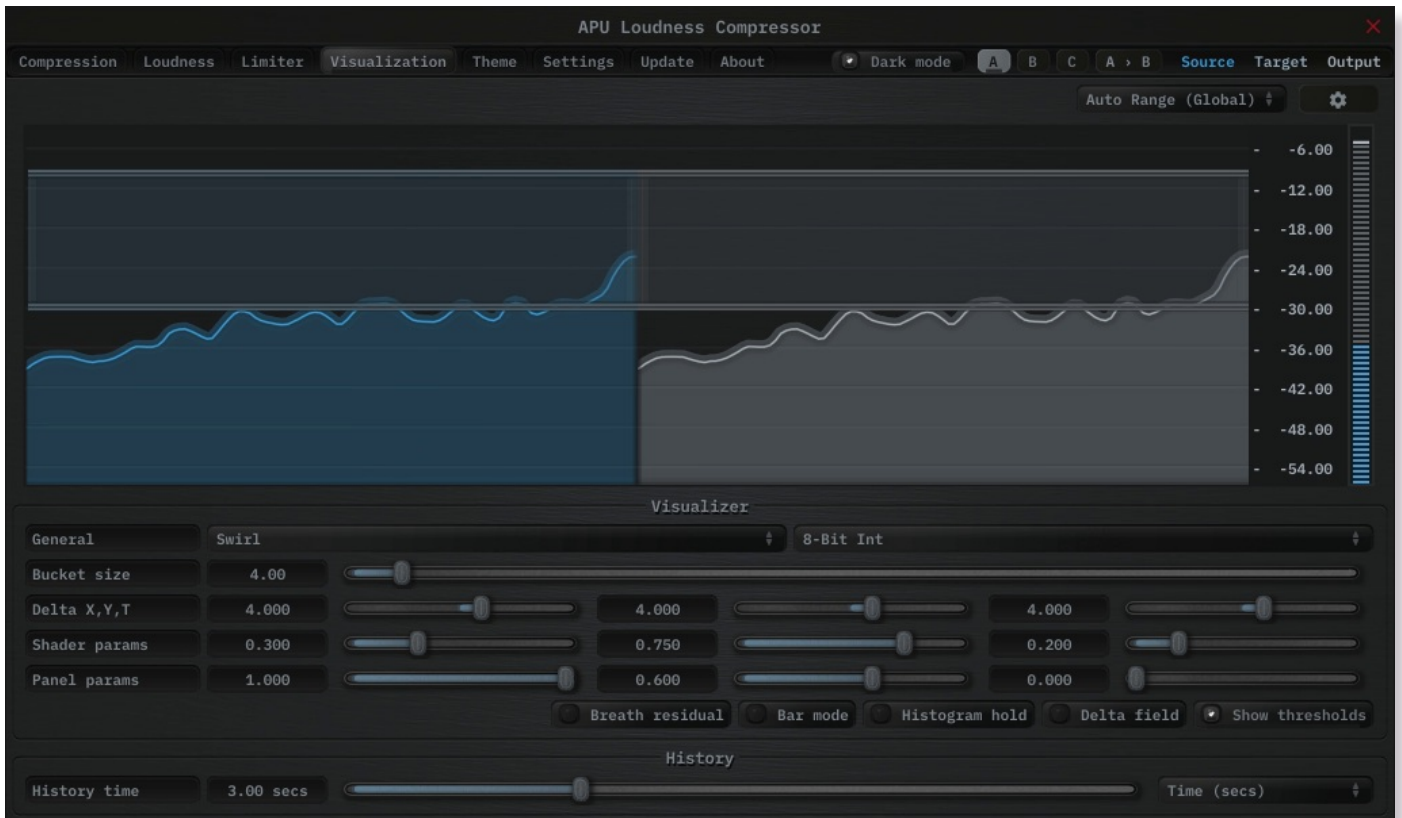 APU Loudness Compressor
Compression Loudness Limiter Visualization Theme Settings Update About Dark mode A B C A › B Source Target Output
Auto Range (Global)
- -6.00
- -12.00
- -18.00
- -24.00
- -30.00
- -36.00
- -42.00
- -48.00
- -54.00
Visualizer
General Swirl 8-Bit Int
Bucket size 4.00
Delta X,Y,T 4.000 4.000 4.000
Shader params 0.300 0.750 0.200
Panel params 1.000 0.600 0.000
Breath residual Bar mode Histogram hold Delta field Show thresholds
History
History time 3.00 secs Time (secs)